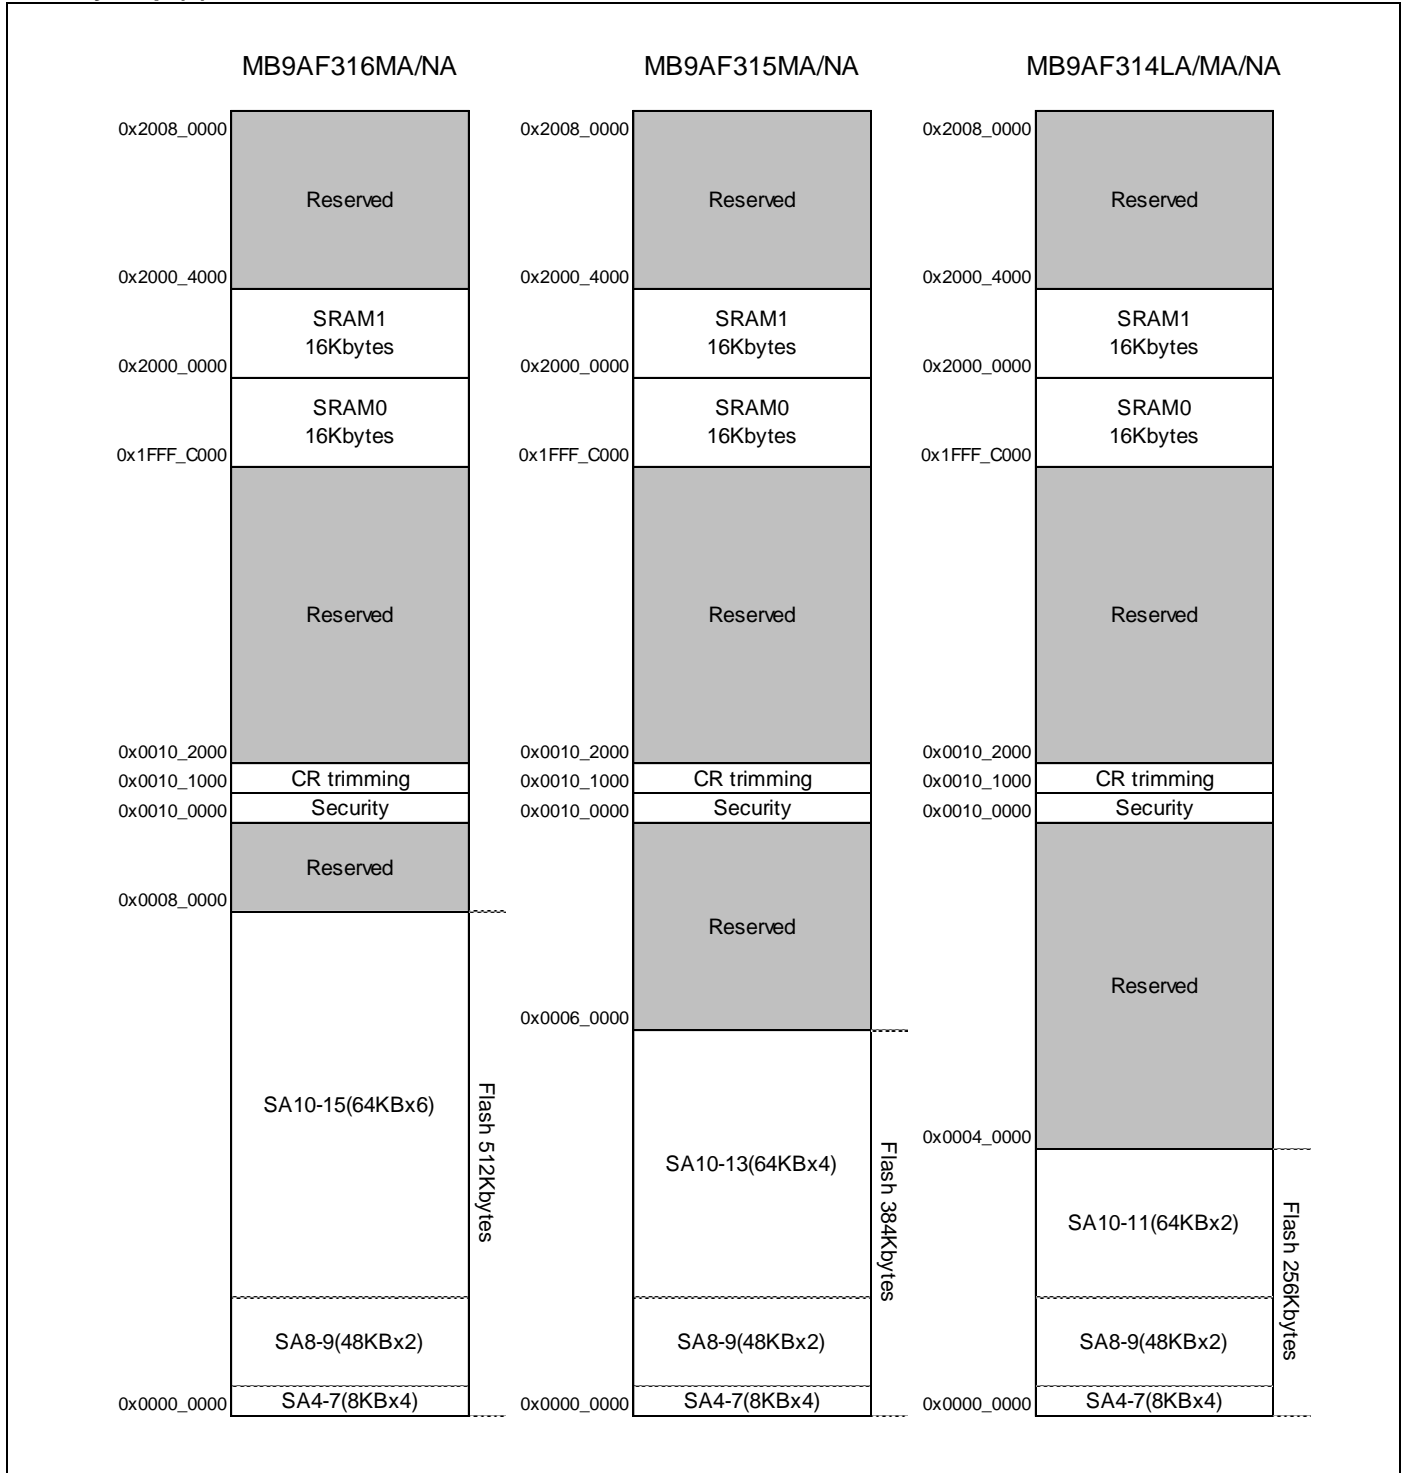 MB9AF316MA/NA
0x2008_0000
Reserved
0x2000_4000
SRAM1
16Kbytes
0x2000_0000
SRAM0
16Kbytes
0x1FFF_C000
Reserved
0x0010_2000
CR trimming
0x0010_1000
Security
0x0010_0000
Reserved
0x0008_0000
SA10-15(64KBx6)
Flash 512Kbytes
SA8-9(48KBx2)
SA4-7(8KBx4)
0x0000_0000
MB9AF315MA/NA
0x2008_0000
Reserved
0x2000_4000
SRAM1
16Kbytes
0x2000_0000
SRAM0
16Kbytes
0x1FFF_C000
Reserved
0x0010_2000
CR trimming
0x0010_1000
Security
0x0010_0000
Reserved
0x0006_0000
SA10-13(64KBx4)
Flash 384Kbytes
SA8-9(48KBx2)
SA4-7(8KBx4)
0x0000_0000
MB9AF314LA/MA/NA
0x2008_0000
Reserved
0x2000_4000
SRAM1
16Kbytes
0x2000_0000
SRAM0
16Kbytes
0x1FFF_C000
Reserved
0x0010_2000
CR trimming
0x0010_1000
Security
0x0010_0000
Reserved
0x0004_0000
SA10-11(64KBx2)
Flash 256Kbytes
SA8-9(48KBx2)
SA4-7(8KBx4)
0x0000_0000